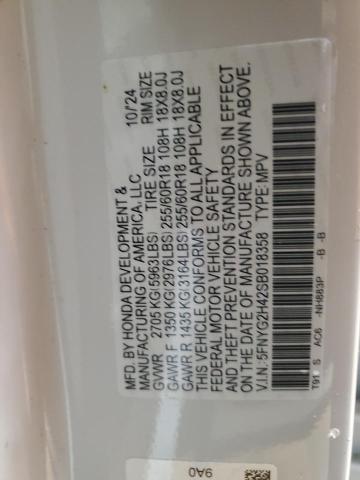 MFD. BY HONDA DEVELOPMENT &
MANUFACTURING OF AMERICA, LLC 10/'24
GVWR 2705 KG(5963LBS) TIRE SIZE RIM SIZE
GAWR F 1350 KG(2976LBS)255/60R18 108H 18X8.0J
GAWR R 1435 KG(3164LBS)255/60R18 108H 18X8.0J
THIS VEHICLE CONFORMS TO ALL APPLICABLE
FEDERAL MOTOR VEHICLE SAFETY
AND THEFT PREVENTION STANDARDS IN EFFECT
ON THE DATE OF MANUFACTURE SHOWN ABOVE.
V.I.N.: 5FNYG2H42SB018358 TYPE: MPV
T91 S AC6 -NH883P -B -B
9A0